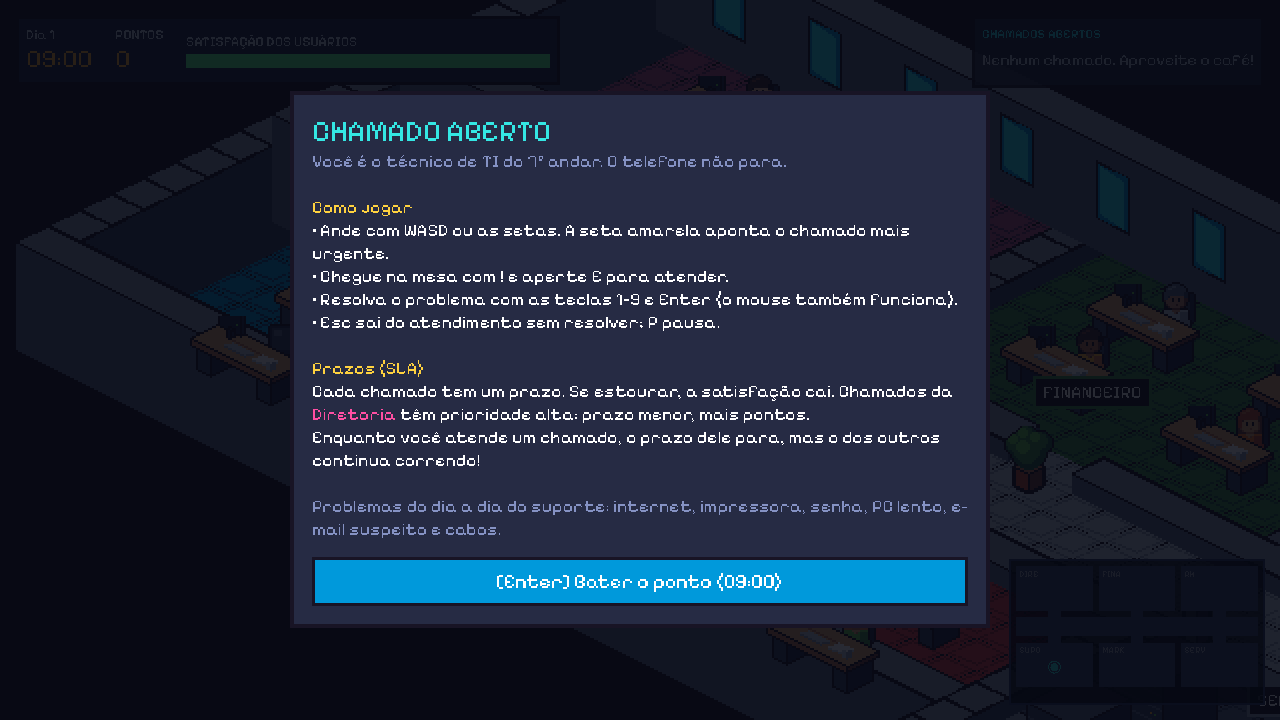 Dia 1
PONTOS
SATISFAÇÃO DOS USUÁRIOS
09:00
0
CHAMADOS ABERTOS
Nenhum chamado. Aproveite o café!
CHAMADO ABERTO
Você é o técnico de TI do 7º andar. O telefone não para.
Como jogar
• Ande com WASD ou as setas. A seta amarela aponta o chamado mais
urgente.
• Chegue na mesa com ! e aperte E para atender.
• Resolva o problema com as teclas 1-9 e Enter (o mouse também funciona).
• Esc sai do atendimento sem resolver; P pausa.
Prazos (SLA)
Cada chamado tem um prazo. Se estourar, a satisfação cai. Chamados da
Diretoria têm prioridade alta: prazo menor, mais pontos.
Enquanto você atende um chamado, o prazo dele para, mas o dos outros
continua correndo!
FINANCEIRO
Problemas do dia a dia do suporte: internet, impressora, senha, PC lento, e-
mail suspeito e cabos.
[Enter] Bater o ponto (09:00)